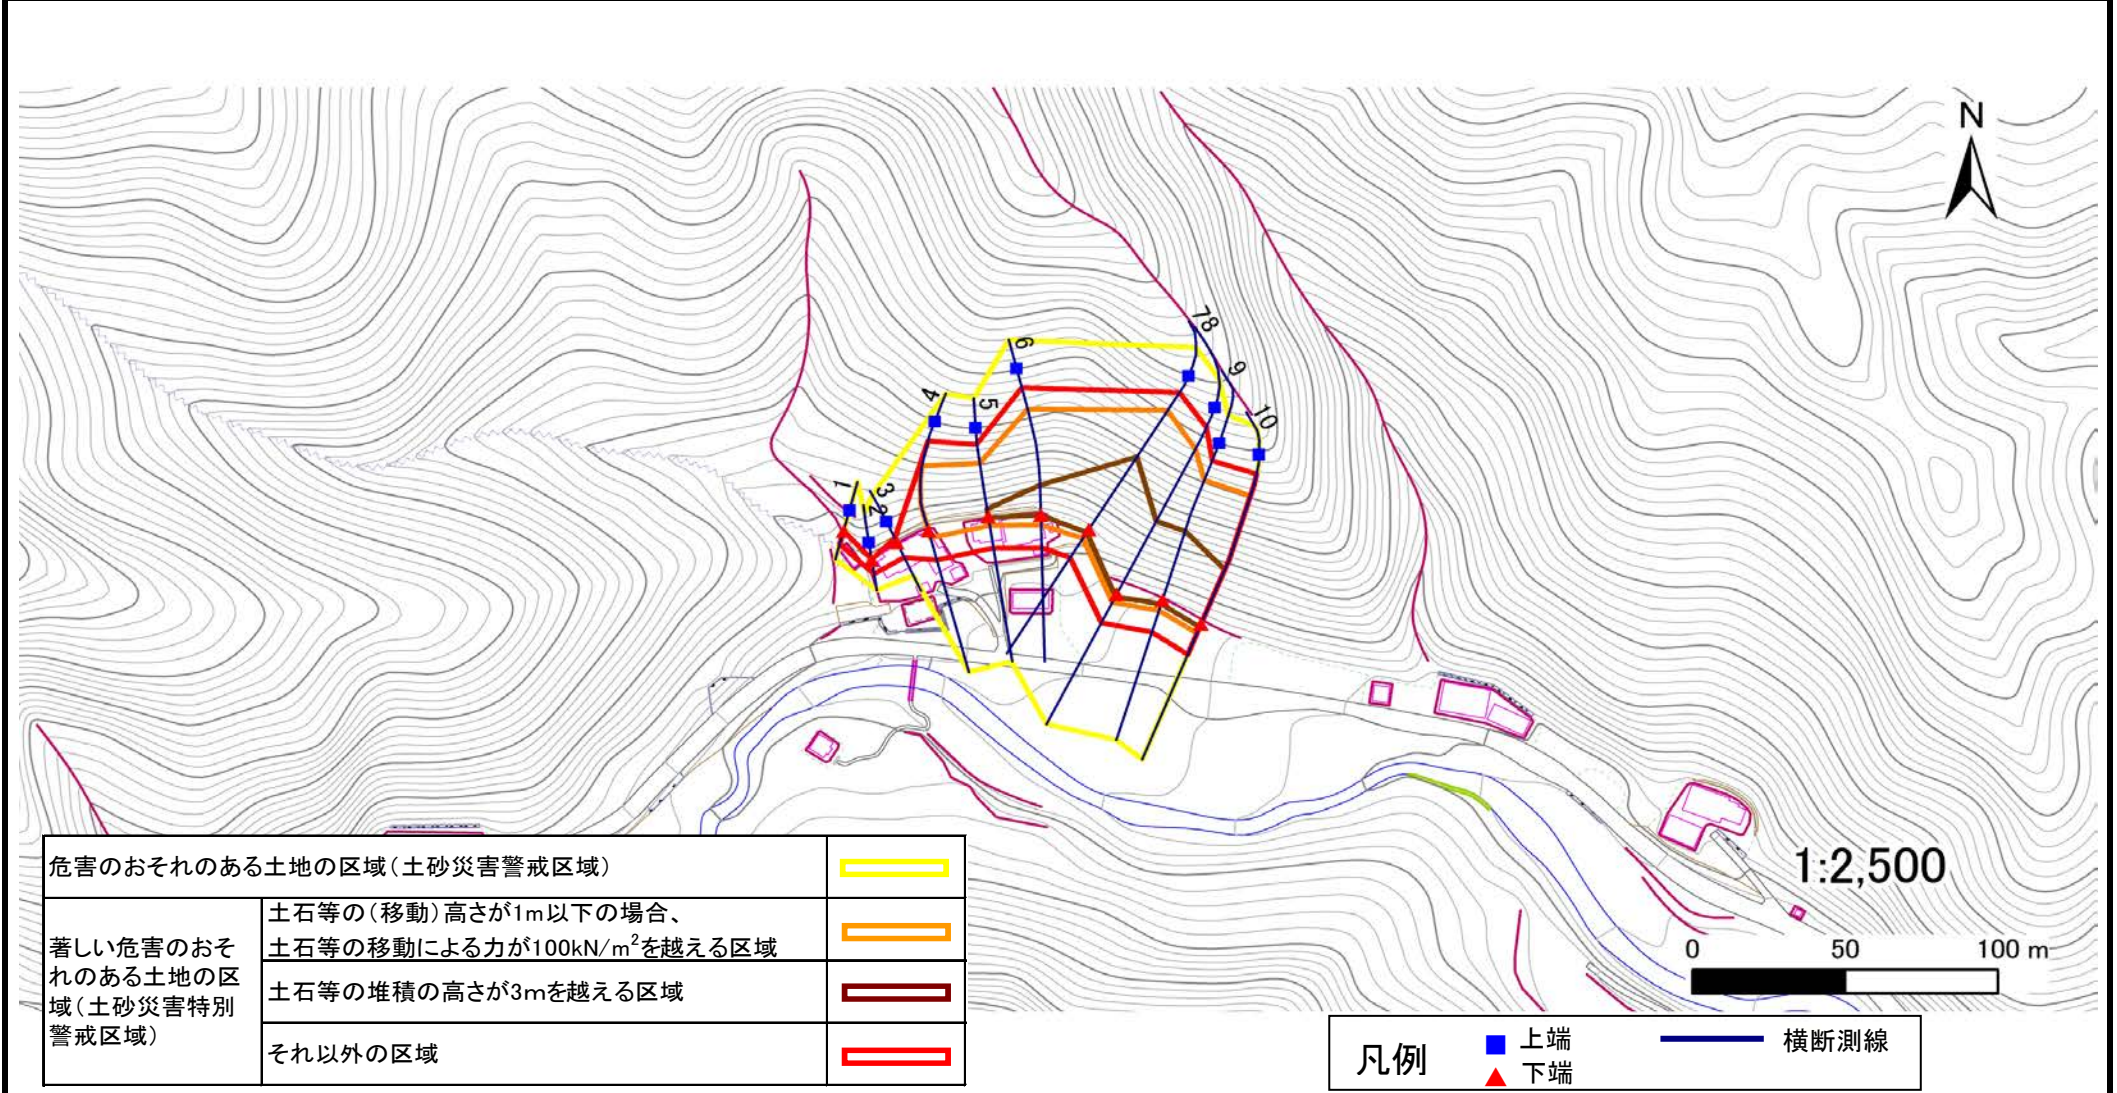 N
7
8
6
9
4
5
10
1
3
2
1:2,500
0 50 100 m
危害のおそれのある土地の区域(土砂災害警戒区域)
著しい危害のおそ
れのある土地の区
域(土砂災害特別
警戒区域)
土石等の(移動)高さが1m以下の場合、
土石等の移動による力が100kN/m²を越える区域
土石等の堆積の高さが3mを越える区域
それ以外の区域
凡例
上端
下端
横断測線